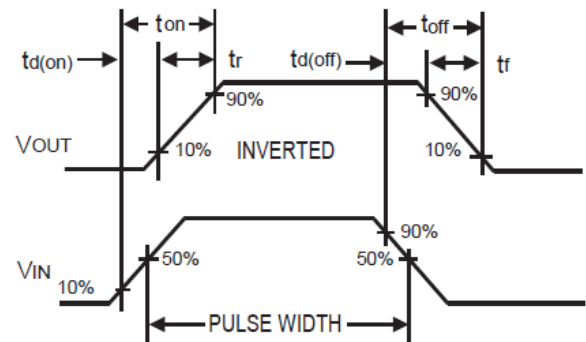 ton toff
td(on) tr td(off) tf
90% 90%
VOUT 10% INVERTED 10%
90%
VIN 10% 50% 50%
PULSE WIDTH